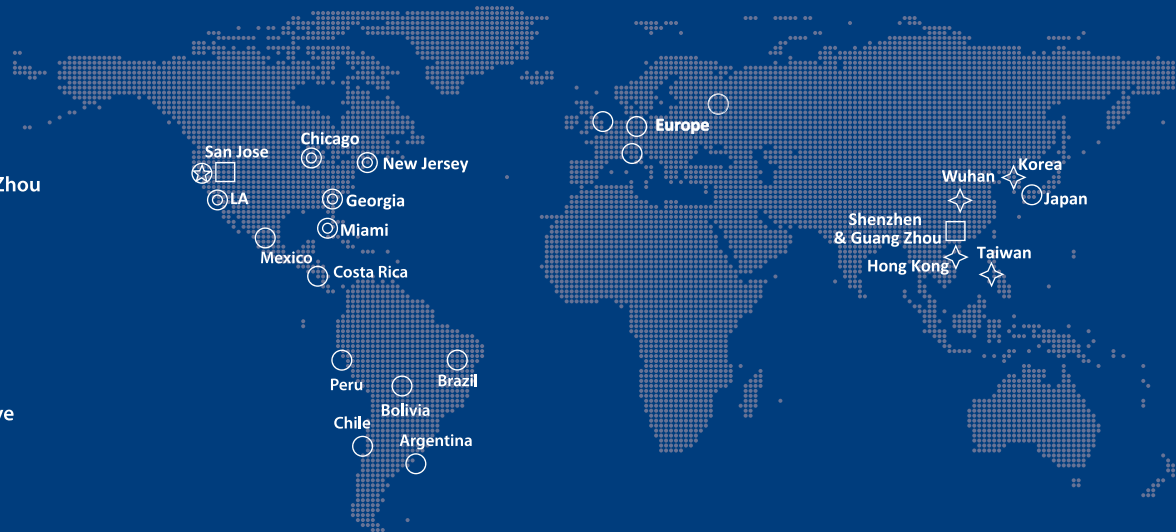 Chicago
San Jose
New Jersey
Zhou
LA
Georgia
Miami
Mexico
Costa Rica
Peru
Brazil
Bolivia
Chile
Argentina
ve
Europe
Korea
Wuhan
Japan
Shenzhen
& Guang Zhou
Taiwan
Hong Kong